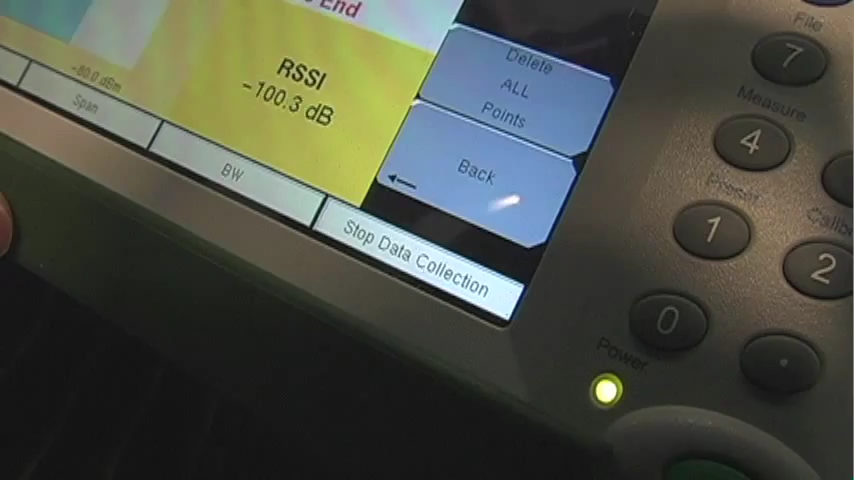 End
RSSI
-100.3 dB
-80.0 dBm
Span
BW
Stop Data Collection
Delete
ALL
Points
Back
File
7
Measure
4
Preset
1
2
0
.
Power